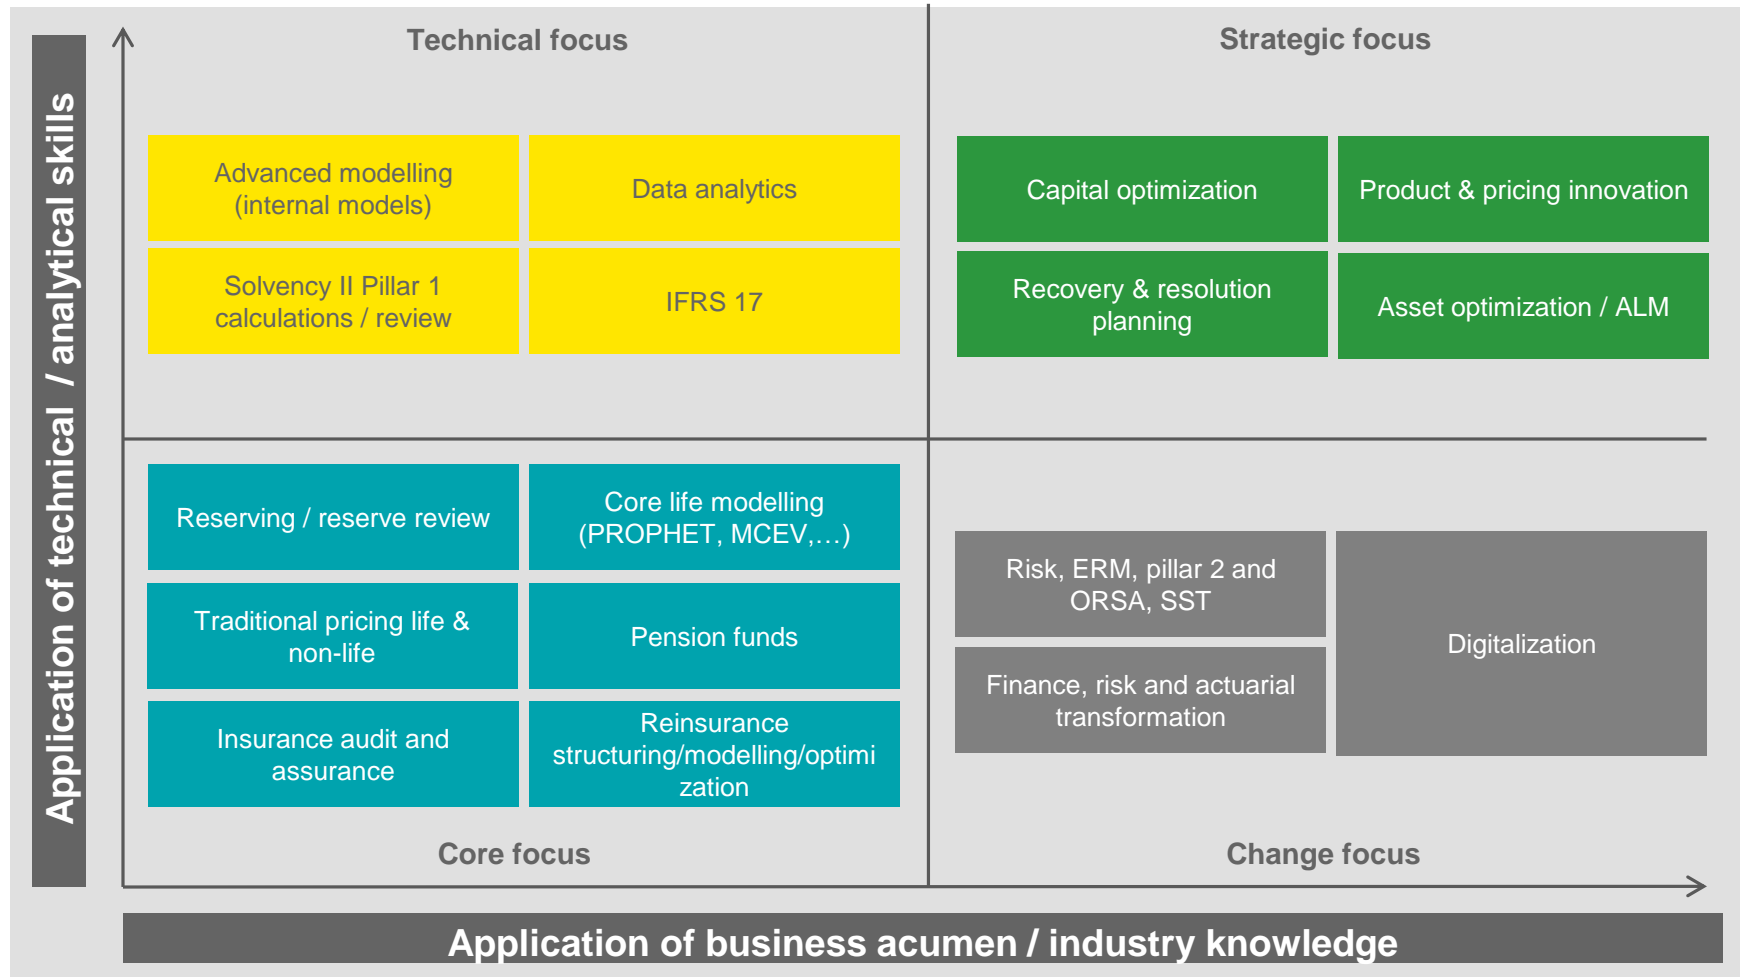 Technical focus
Strategic focus
Application of technical / analytical skills
Advanced modelling
(internal models)
Data analytics
Solvency II Pillar 1
calculations / review
IFRS 17
Capital optimization
Product & pricing innovation
Recovery & resolution
planning
Asset optimization / ALM
Reserving / reserve review
Core life modelling
(PROPHET, MCEV,…)
Traditional pricing life &
non-life
Pension funds
Insurance audit and
assurance
Reinsurance
structuring/modelling/optimi
zation
Risk, ERM, pillar 2 and
ORSA, SST
Finance, risk and actuarial
transformation
Digitalization
Core focus
Change focus
Application of business acumen / industry knowledge